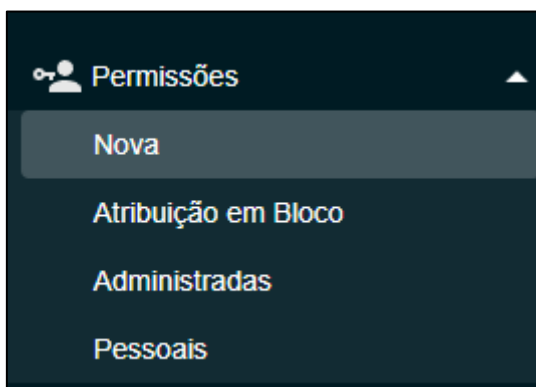 Permissões
Nova
Atribuição em Bloco
Administradas
Pessoais